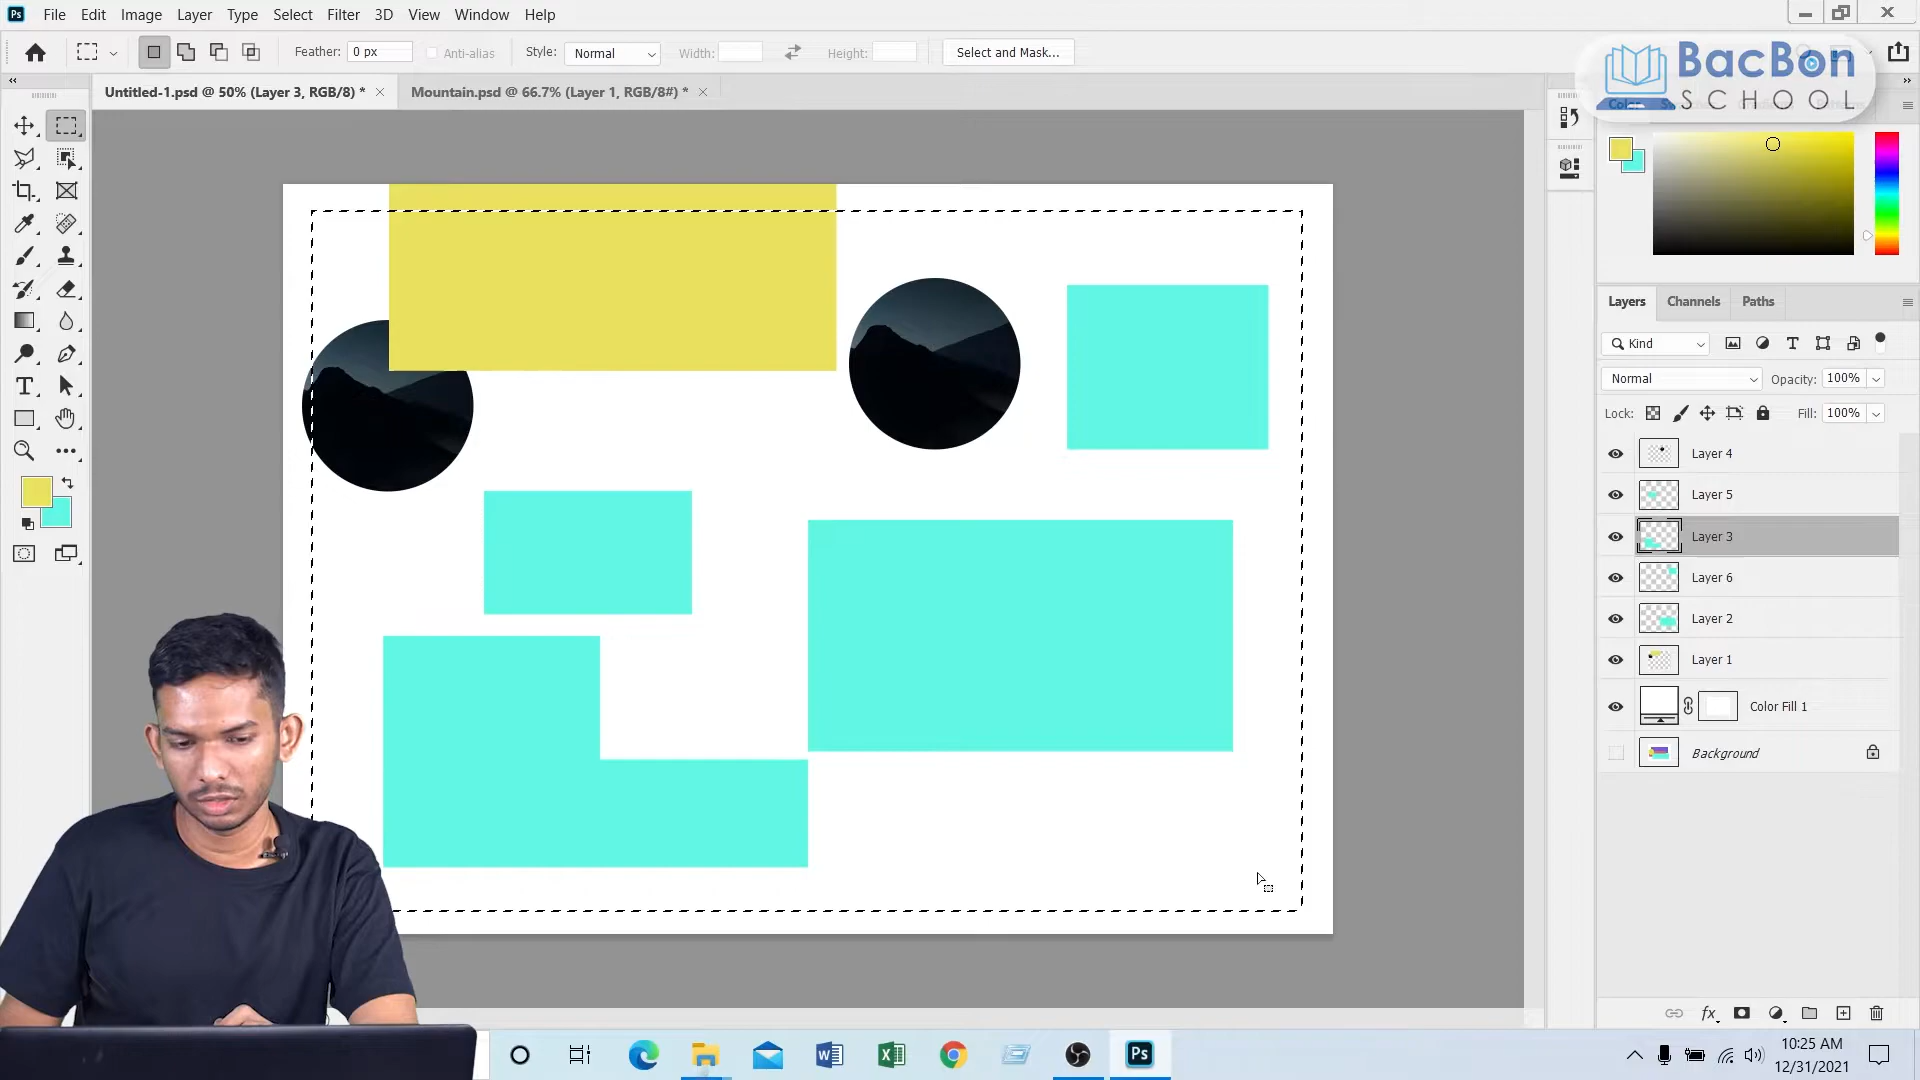 Ps File Edit Image Layer Type Select Filter 3D View Window Help
Feather: 0 px Anti-alias Style: Normal Width: Height: Select and Mask...
BacBon
SCHOOL
Untitled-1.psd @ 50% (Layer 3, RGB/8) * × Mountain.psd @ 66.7% (Layer 1, RGB/8#) * ×
Layers Channels Paths
Kind
Normal Opacity: 100%
Lock: Fill: 100%
Layer 4
Layer 5
Layer 3
Layer 6
Layer 2
Layer 1
Color Fill 1
Background
fx
10:25 AM
12/31/2021
Ps